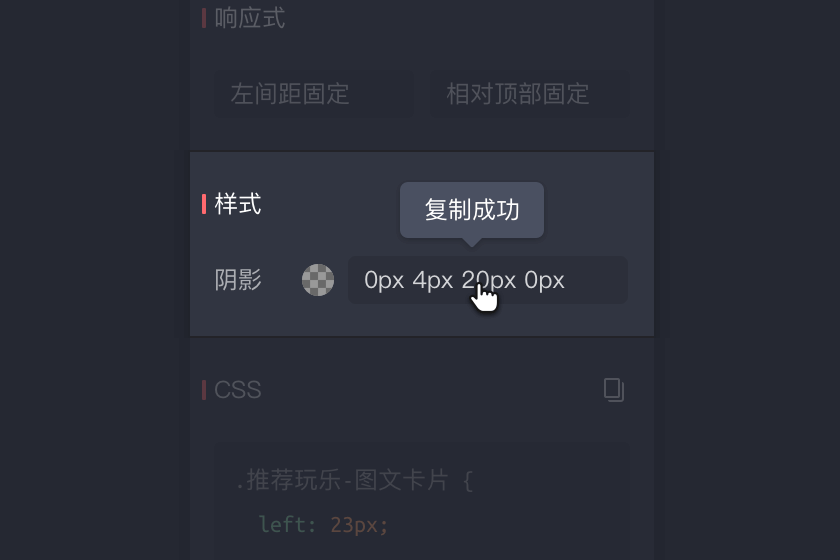 响应式
左间距固定 相对顶部固定
样式
复制成功
阴影 0px 4px 20px 0px
CSS
.推荐玩乐-图文卡片 {
left: 23px;